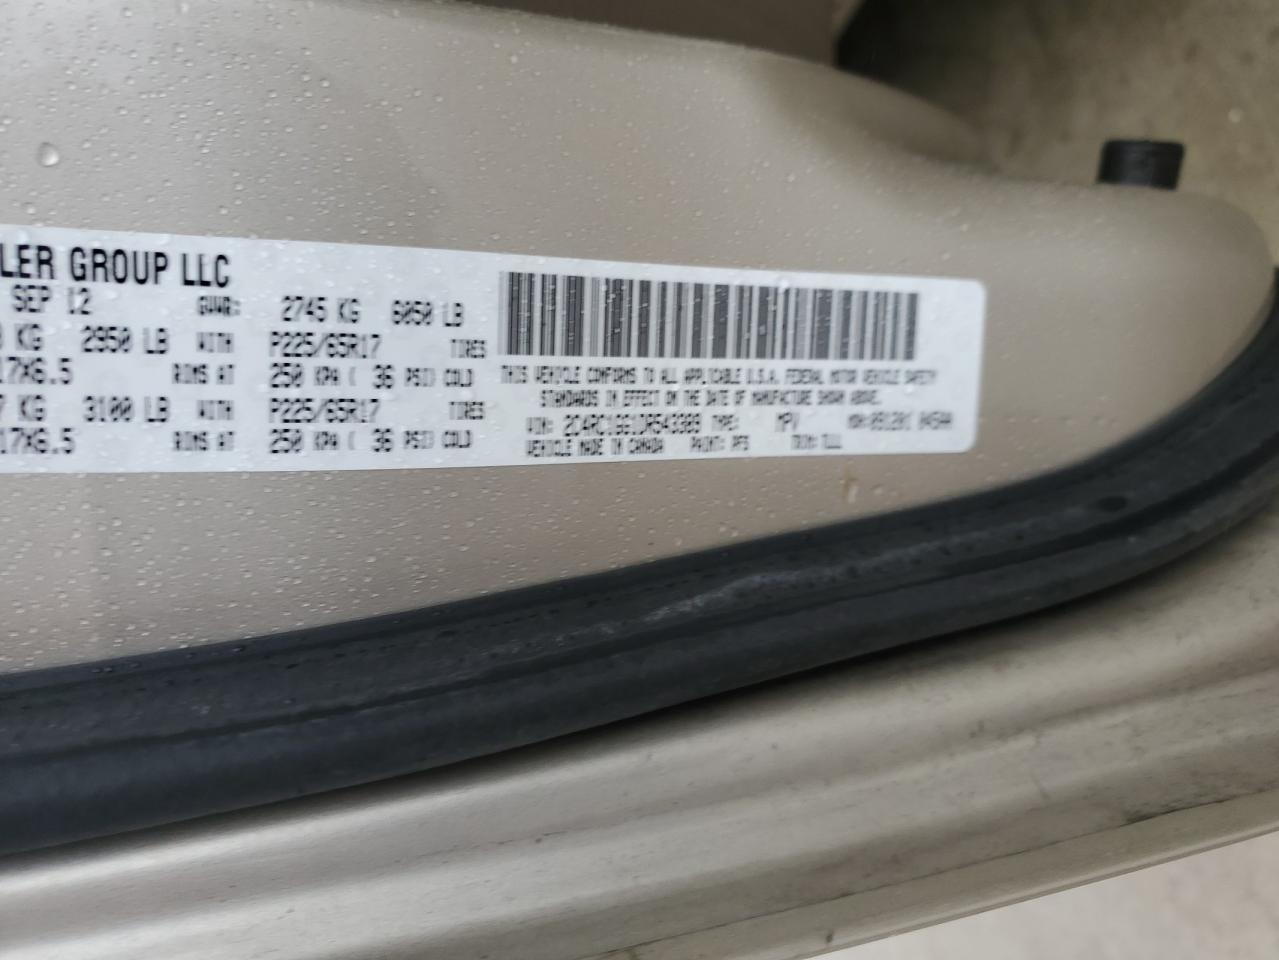 LER GROUP LLC
SEP 12 GVWR: 2745 KG 6050 LB
KG 2950 LB WITH P225/65R17 TIRES
17X6.5 RIMS AT 250 KPA ( 36 PSI) COLD
KG 3100 LB WITH P225/65R17 TIRES
17X6.5 RIMS AT 250 KPA ( 36 PSI) COLD
THIS VEHICLE CONFORMS TO ALL APPLICABLE U.S.A. FEDERAL MOTOR VEHICLE SAFETY
STANDARDS IN EFFECT ON THE DATE OF MANUFACTURE SHOWN ABOVE.
VIN: TYPE: MPV
VEHICLE MADE IN CANADA PAINT: PFS TRIM: